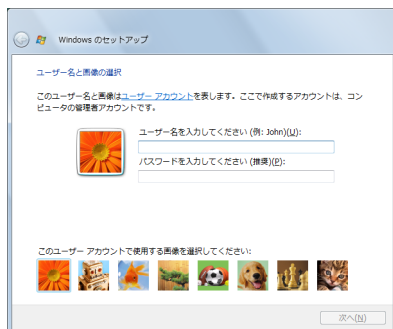 Windows のセットアップ
ユーザー名と画像の選択
このユーザー名と画像はユーザー アカウントを表します。ここで作成するアカウントは、コン
ピュータの管理者アカウントです。
ユーザー名を入力してください (例: John)(U):
パスワードを入力してください (推奨)(P):
このユーザー アカウントで使用する画像を選択してください:
次へ(N)